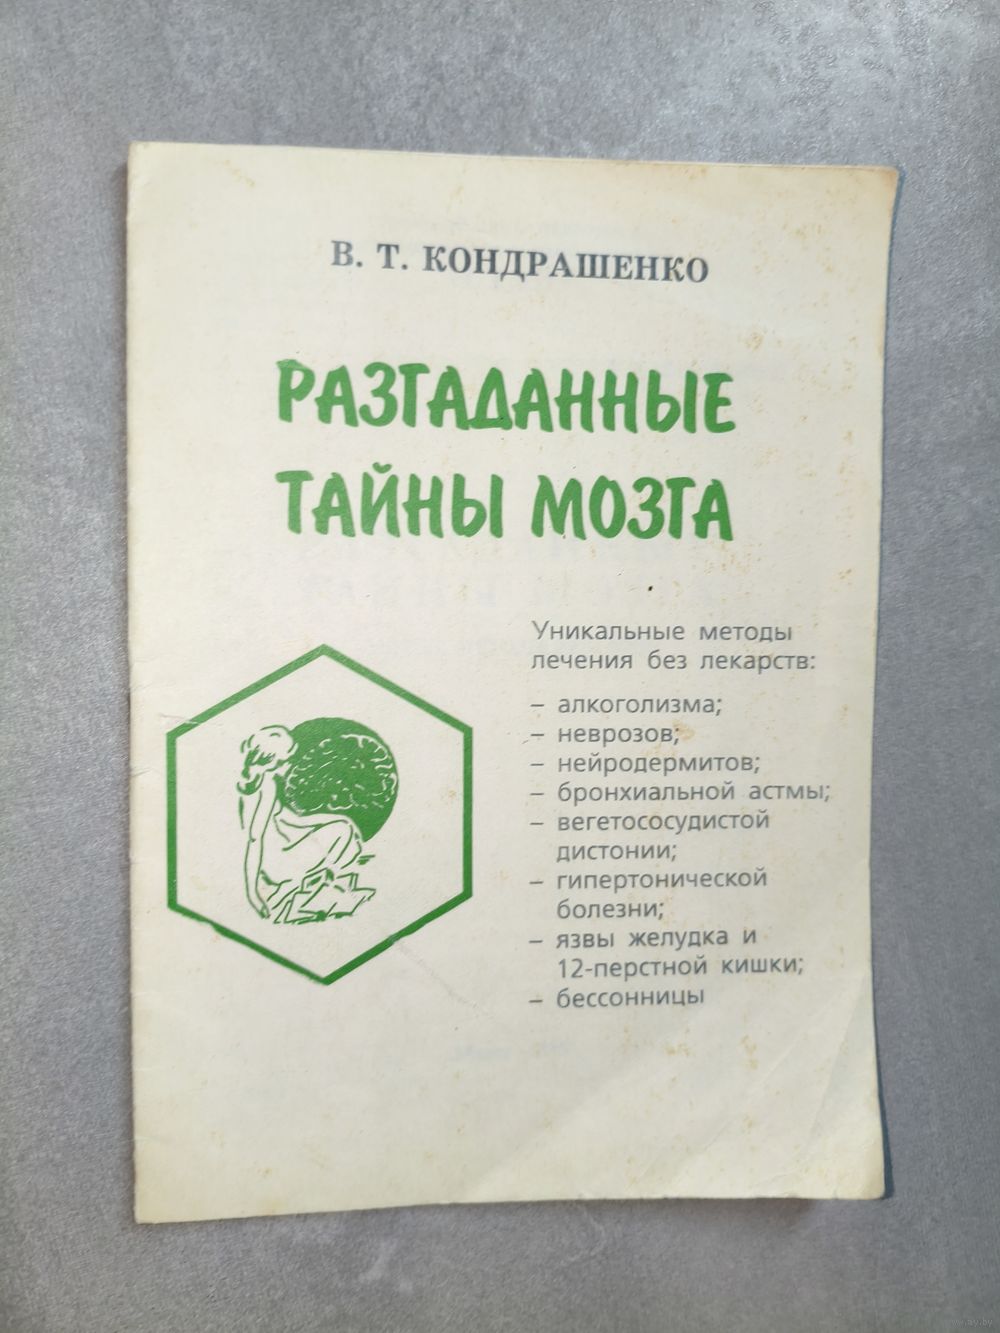 В. Т. КОНДРАШЕНКО
РАЗГАДАННЫЕ
ТАЙНЫ МОЗГА
Уникальные методы
лечения без лекарств:
– алкоголизма;
– неврозов;
– нейродермитов;
– бронхиальной астмы;
– вегетососудистой
дистонии;
– гипертонической
болезни;
– язвы желудка и
12-перстной кишки;
– бессонницы